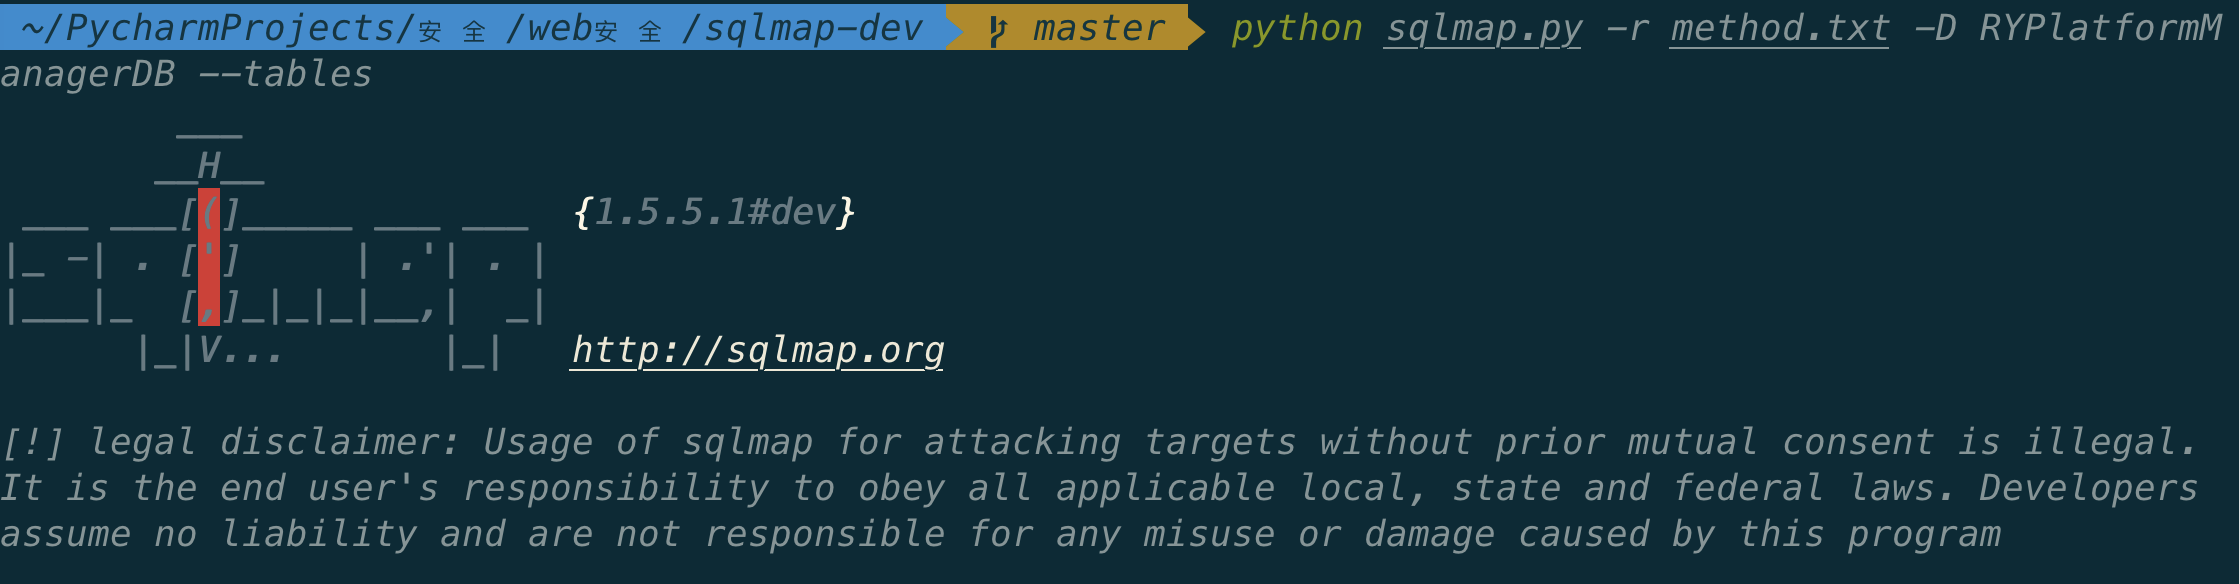 ~/PycharmProjects/安 全 /web安 全 /sqlmap-dev master python sqlmap.py -r method.txt -D RYPlatformM
anagerDB --tables
        ___
       __H__
 ___ ___[(]_____ ___ ___  {1.5.5.1#dev}
|_ -| . [']     | .'| . |
|___|_  [,]_|_|_|__,|  _|
      |_|V...       |_|   http://sqlmap.org
[!] legal disclaimer: Usage of sqlmap for attacking targets without prior mutual consent is illegal.
It is the end user's responsibility to obey all applicable local, state and federal laws. Developers
assume no liability and are not responsible for any misuse or damage caused by this program